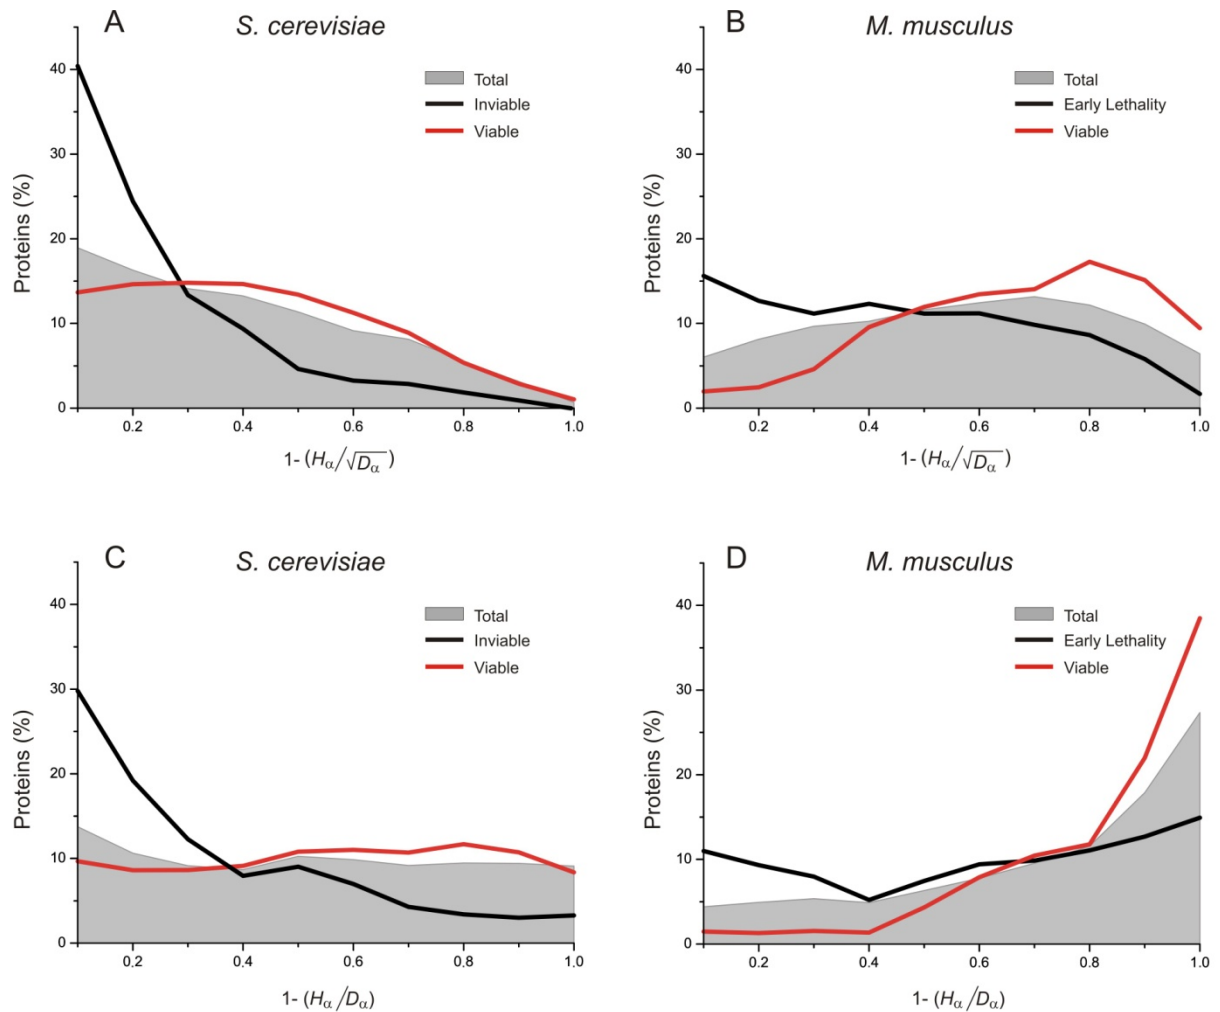 A
S. cerevisiae
Total
Inviable
Viable
Proteins (%)
40
30
20
10
0
0.2
0.4
0.6
0.8
1.0
1- (Hα/√Dα)
B
M. musculus
Total
Early Lethality
Viable
Proteins (%)
40
30
20
10
0
0.2
0.4
0.6
0.8
1.0
1- (Hα/√Dα)
C
S. cerevisiae
Total
Inviable
Viable
Proteins (%)
40
30
20
10
0
0.2
0.4
0.6
0.8
1.0
1- (Hα/Dα)
D
M. musculus
Total
Early Lethality
Viable
Proteins (%)
40
30
20
10
0
0.2
0.4
0.6
0.8
1.0
1- (Hα/Dα)